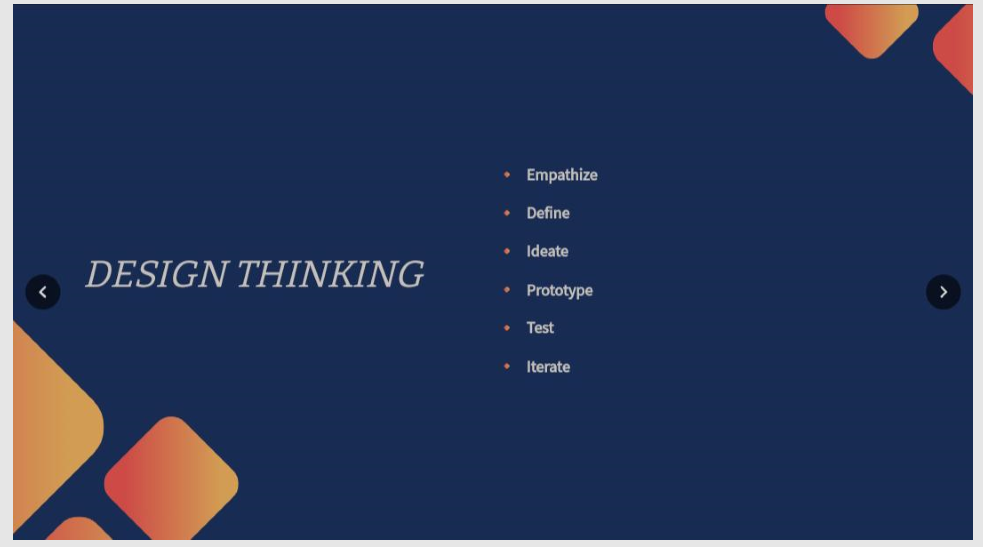 DESIGN THINKING
Empathize
Define
Ideate
Prototype
Test
Iterate